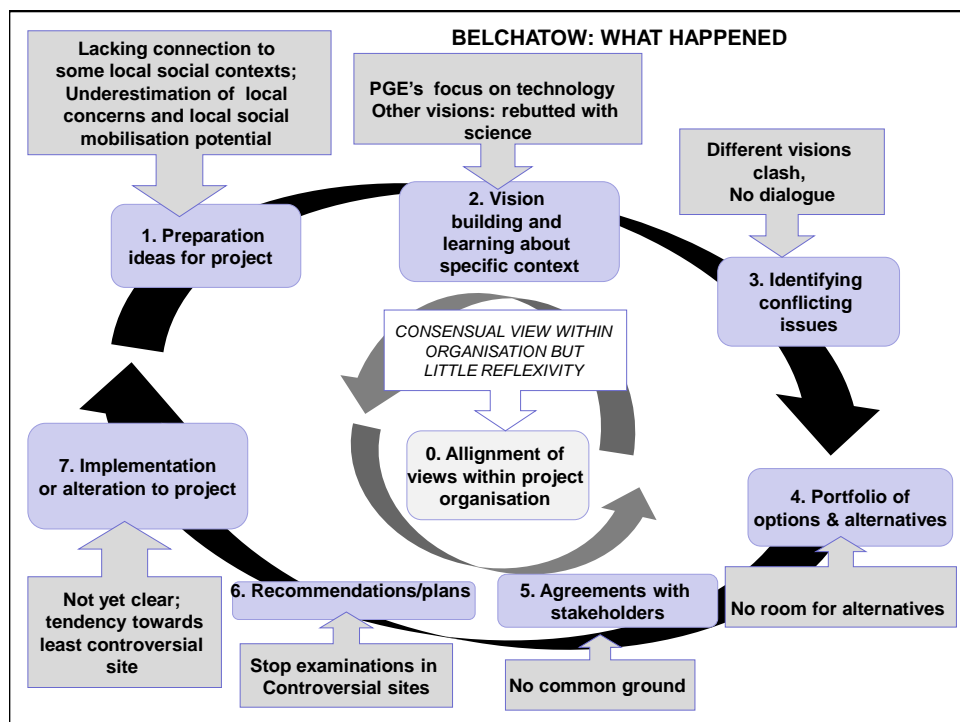 BELCHATOW: WHAT HAPPENED
Lacking connection to
some local social contexts;
Underestimation of local
concerns and local social
mobilisation potential
PGE's focus on technology
Other visions: rebutted with
science
Different visions
clash,
No dialogue
1. Preparation
ideas for project
2. Vision
building and
learning about
specific context
3. Identifying
conflicting
issues
CONSENSUAL VIEW WITHIN
ORGANISATION BUT
LITTLE REFLEXIVITY
0. Allignment of
views within project
organisation
7. Implementation
or alteration to project
4. Portfolio of
options & alternatives
6. Recommendations/plans
5. Agreements with
stakeholders
Not yet clear;
tendency towards
least controversial
site
Stop examinations in
Controversial sites
No common ground
No room for alternatives